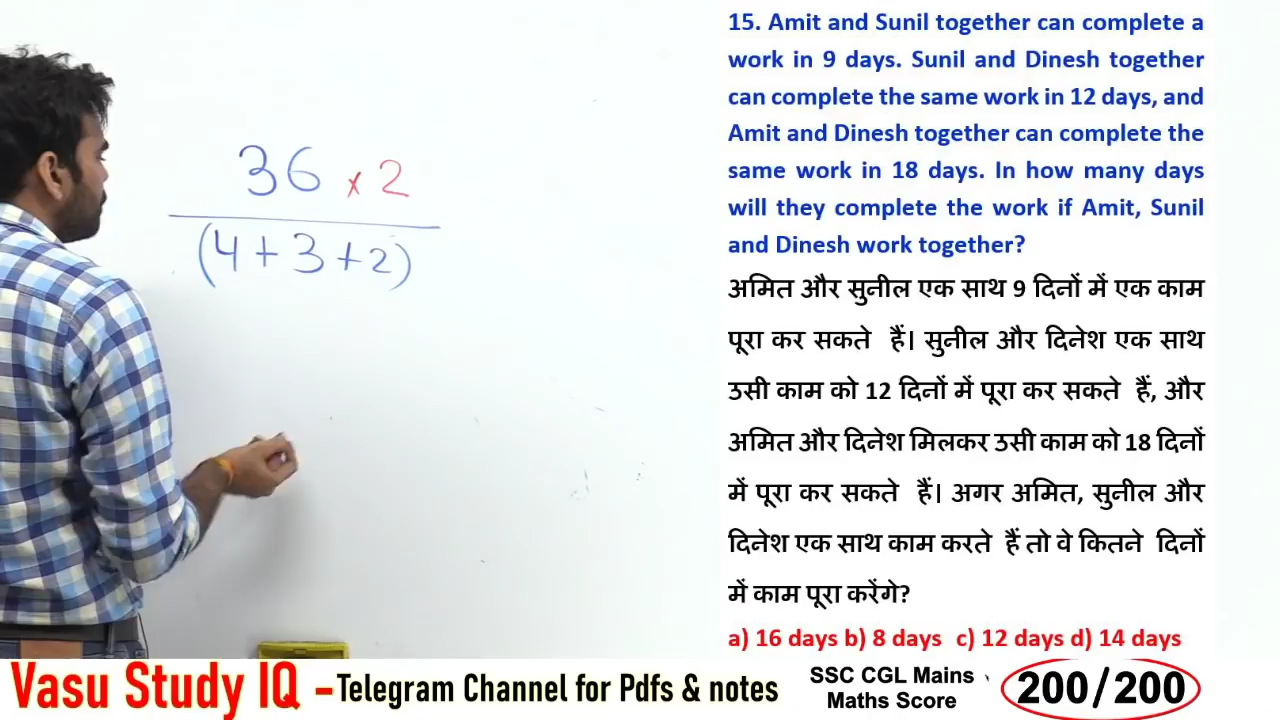 36 × 2
(4+3+2)
15. Amit and Sunil together can complete a
work in 9 days. Sunil and Dinesh together
can complete the same work in 12 days, and
Amit and Dinesh together can complete the
same work in 18 days. In how many days
will they complete the work if Amit, Sunil
and Dinesh work together?
अमित और सुनील एक साथ 9 दिनों में एक काम
पूरा कर सकते हैं। सुनील और दिनेश एक साथ
उसी काम को 12 दिनों में पूरा कर सकते हैं, और
अमित और दिनेश मिलकर उसी काम को 18 दिनों
में पूरा कर सकते हैं। अगर अमित, सुनील और
दिनेश एक साथ काम करते हैं तो वे कितने दिनों
में काम पूरा करेंगे?
a) 16 days b) 8 days c) 12 days d) 14 days
Vasu Study IQ – Telegram Channel for Pdfs & notes
SSC CGL Mains
Maths Score
200/200